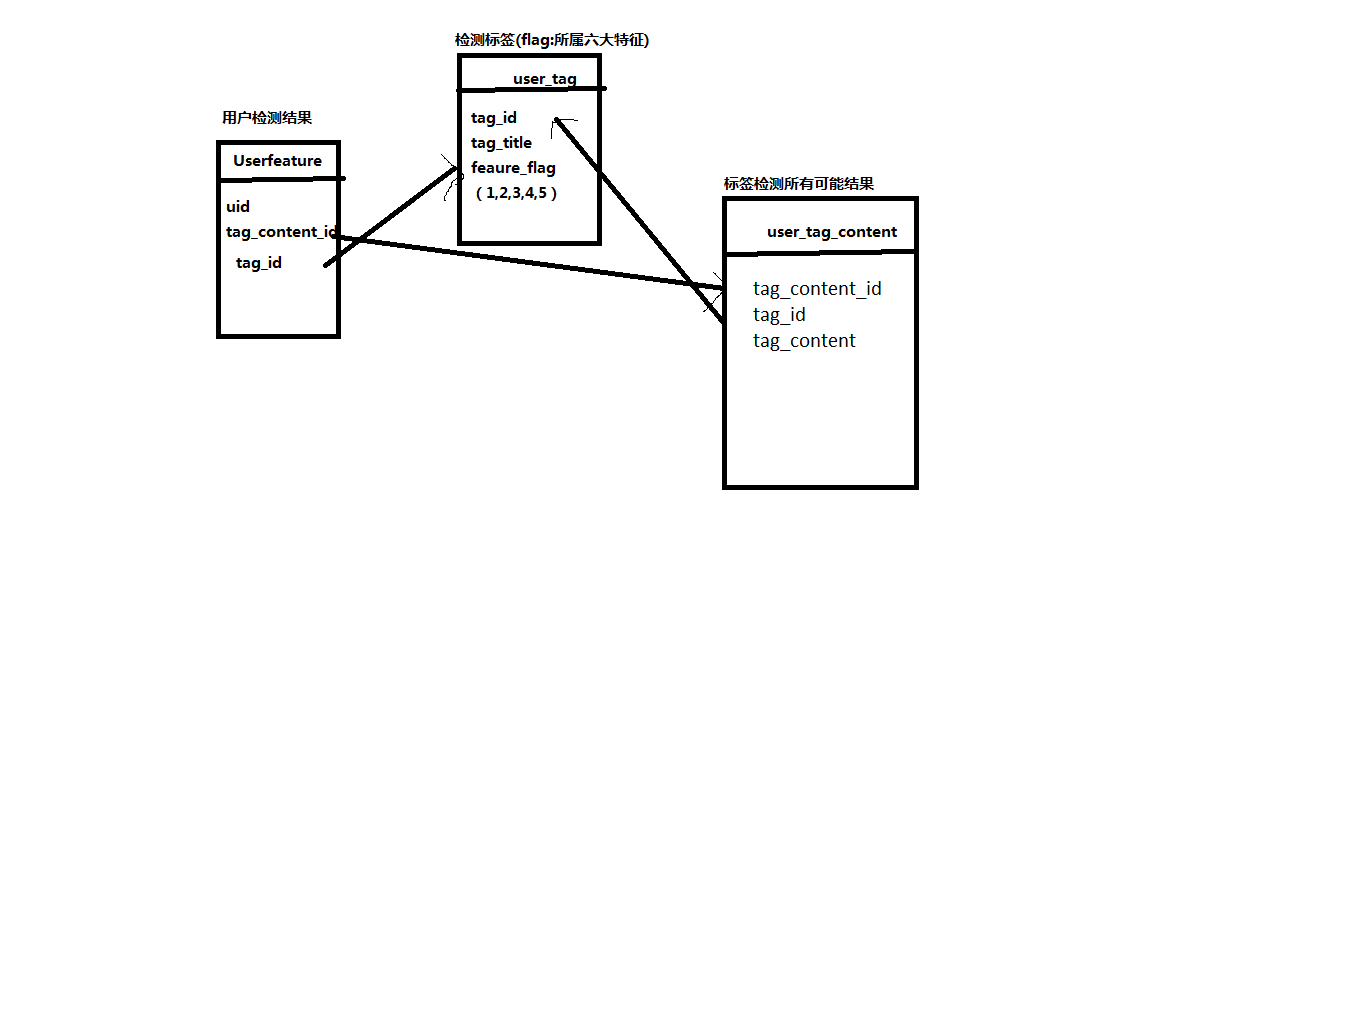 检测标签(flag:所属六大特征)
user_tag
tag_id
tag_title
feaure_flag
（1,2,3,4,5）
用户检测结果
Userfeature
uid
tag_content_id
tag_id
标签检测所有可能结果
user_tag_content
tag_content_id
tag_id
tag_content